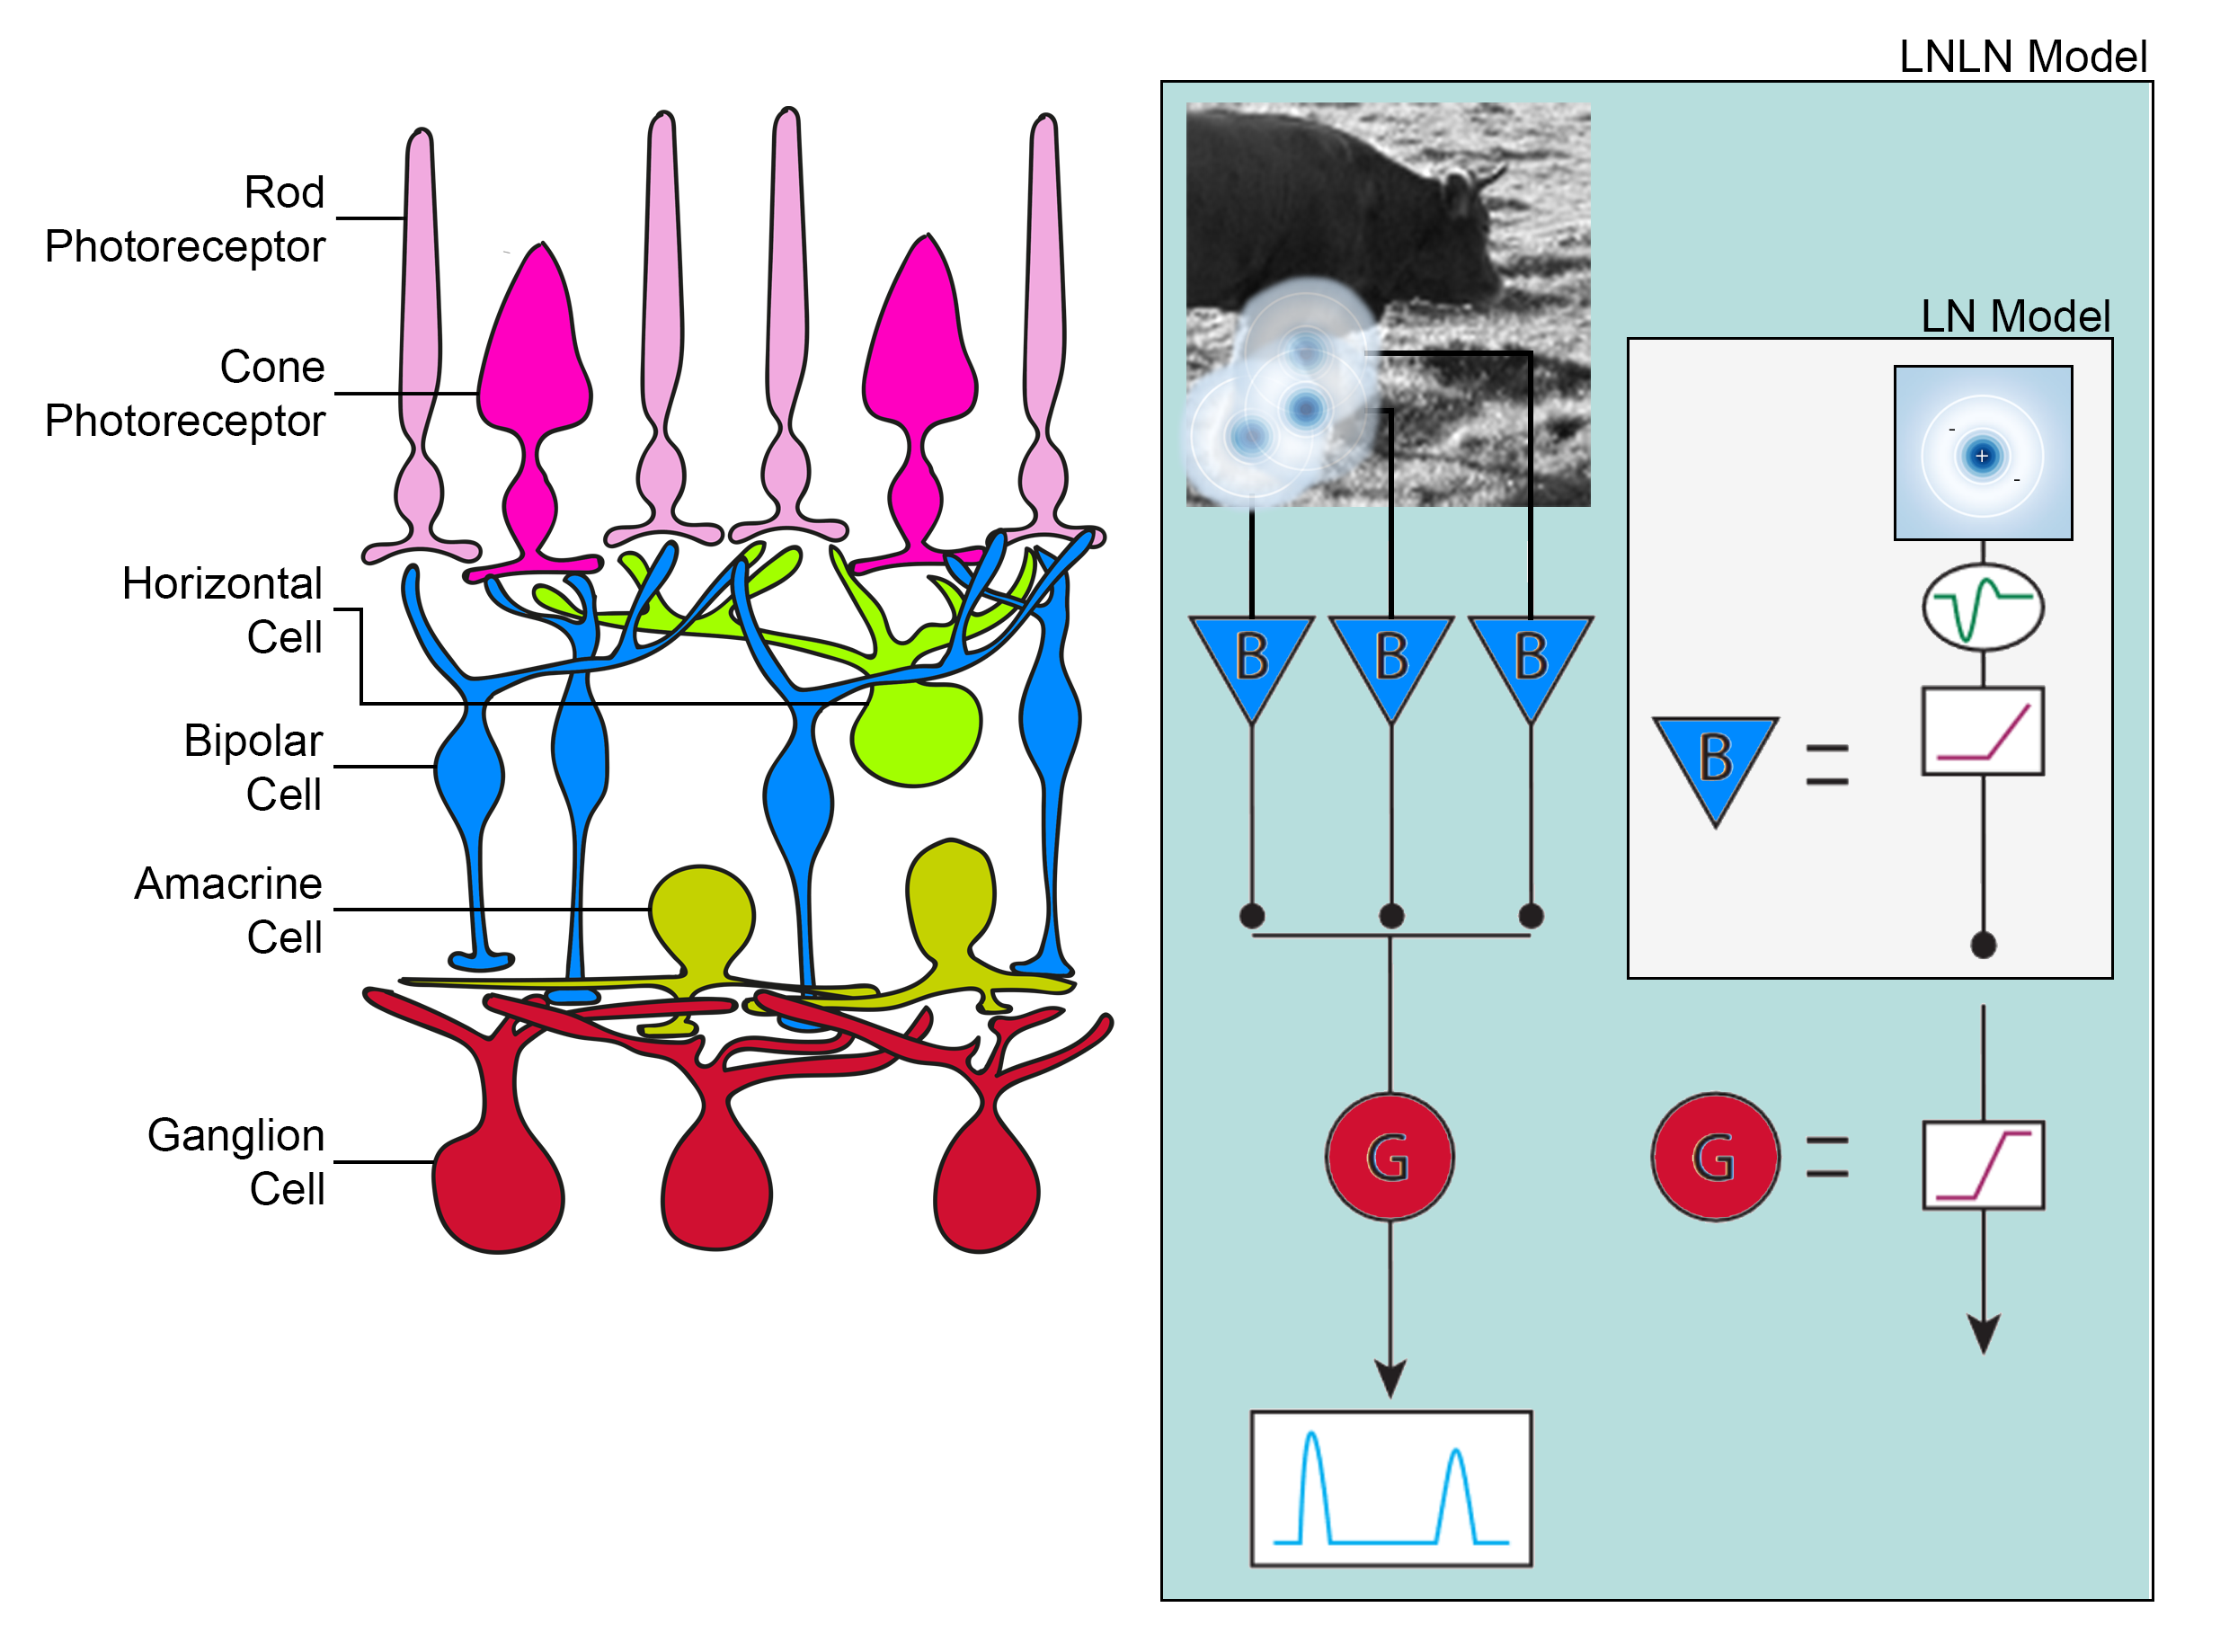 LNLN Model
Rod
Photoreceptor
Cone
Photoreceptor
Horizontal
Cell
Bipolar
Cell
Amacrine
Cell
Ganglion
Cell
LN Model
-
+
-
B B B
B =
G
G =